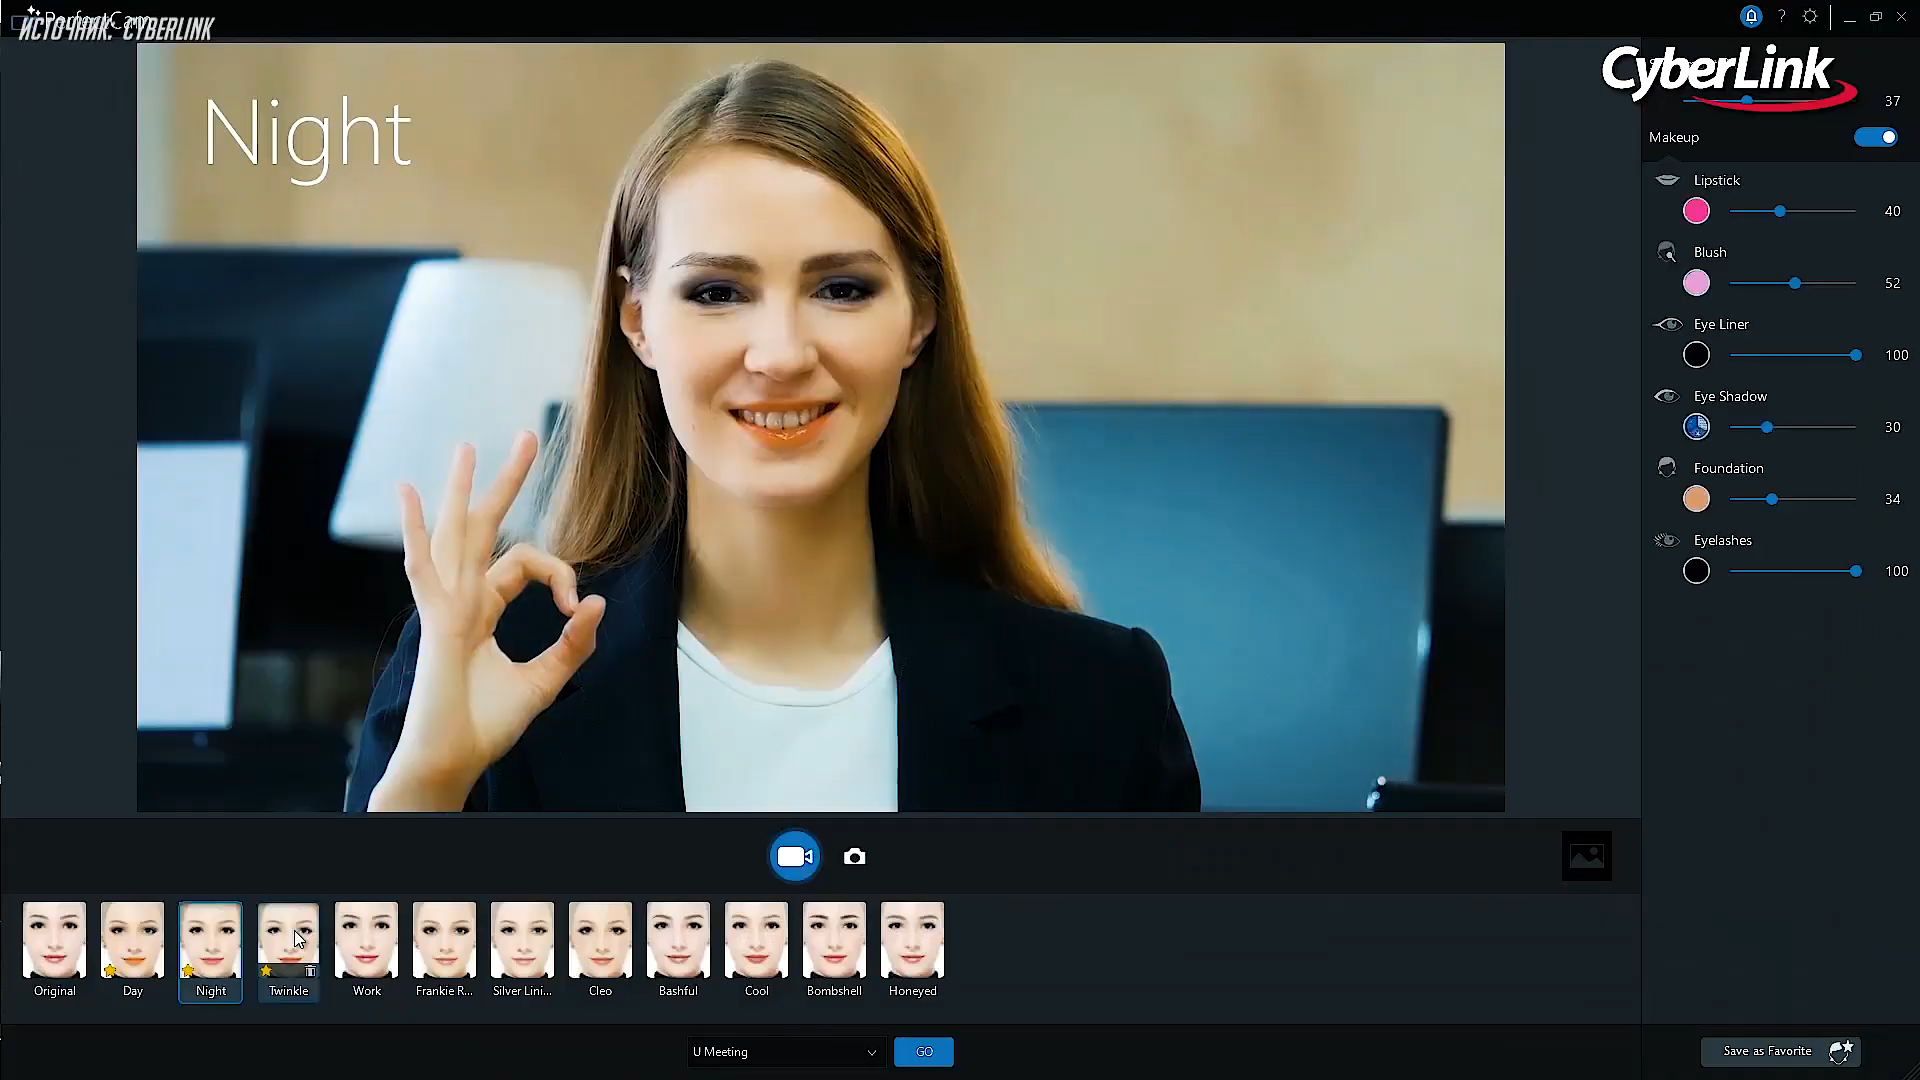 PerfectCam
ИСТОЧНИК: CYBERLINK
?
CyberLink
37
Night
Makeup
Lipstick
40
Blush
52
Eye Liner
100
Eye Shadow
30
Foundation
34
Eyelashes
100
Original
Day
Night
Twinkle
Work
Frankie R...
Silver Lini...
Cleo
Bashful
Cool
Bombshell
Honeyed
U Meeting
GO
Save as Favorite